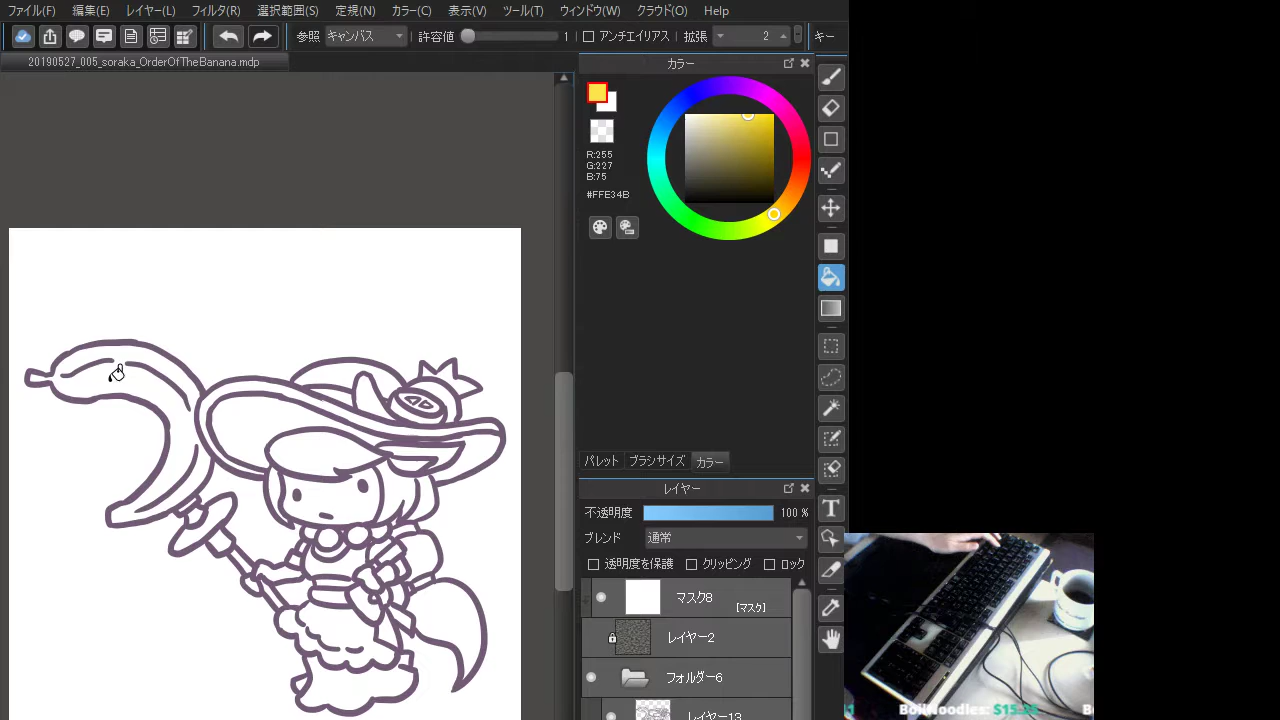 ファイル(F) 編集(E) レイヤー(L) フィルタ(R) 選択範囲(S) 定規(N) カラー(C) 表示(V) ツール(T) ウィンドウ(W) クラウド(O) Help
参照 キャンバス 許容値 1 アンチエイリアス 拡張 2 キー
20190527_005_soraka_OrderOfTheBanana.mdp
カラー
R:255
G:227
B:75
#FFE34B
パレット ブラシサイズ カラー
レイヤー
不透明度 100 %
ブレンド 通常
透明度を保護 クリッピング ロック
マスク8
[マスク]
レイヤー2
フォルダー6
レイヤー13
T